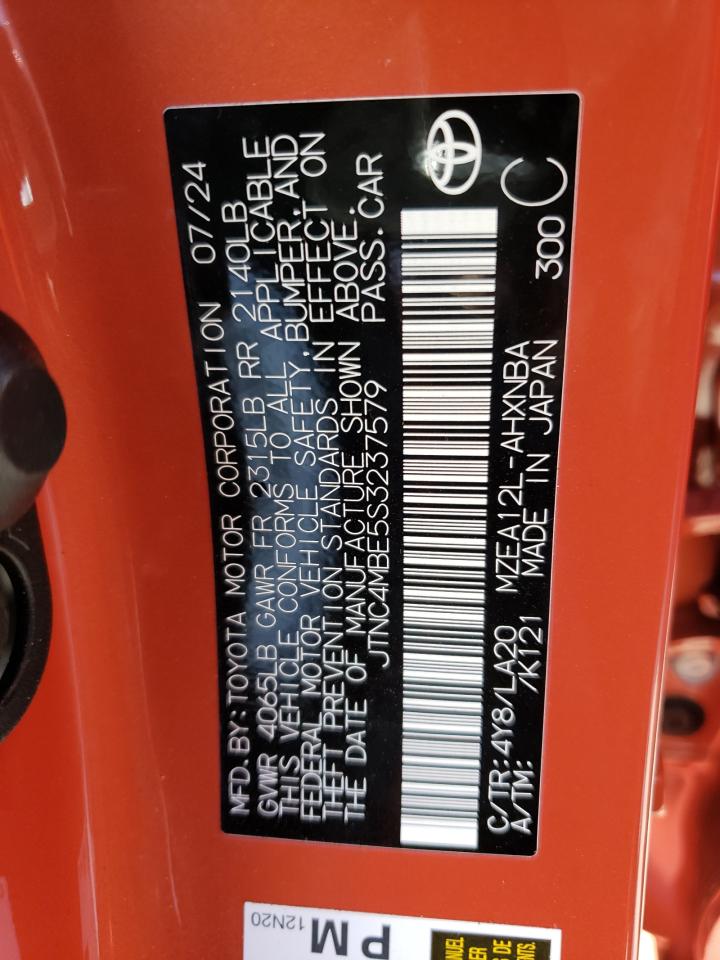 MFD. BY: TOYOTA MOTOR CORPORATION 07/24
GVWR 4065LB GAWR FR 2315LB RR 2140LB
THIS VEHICLE CONFORMS TO ALL APPLICABLE
FEDERAL MOTOR VEHICLE SAFETY, BUMPER, AND
THEFT PREVENTION STANDARDS IN EFFECT ON
THE DATE OF MANUFACTURE SHOWN ABOVE.
JTNC4MBE5S3237579 PASS. CAR
C/TR: 4Y8/LA20 MZEA12L-AHXNBA 300 C
A/TM: /K121 MADE IN JAPAN
12N20
PM